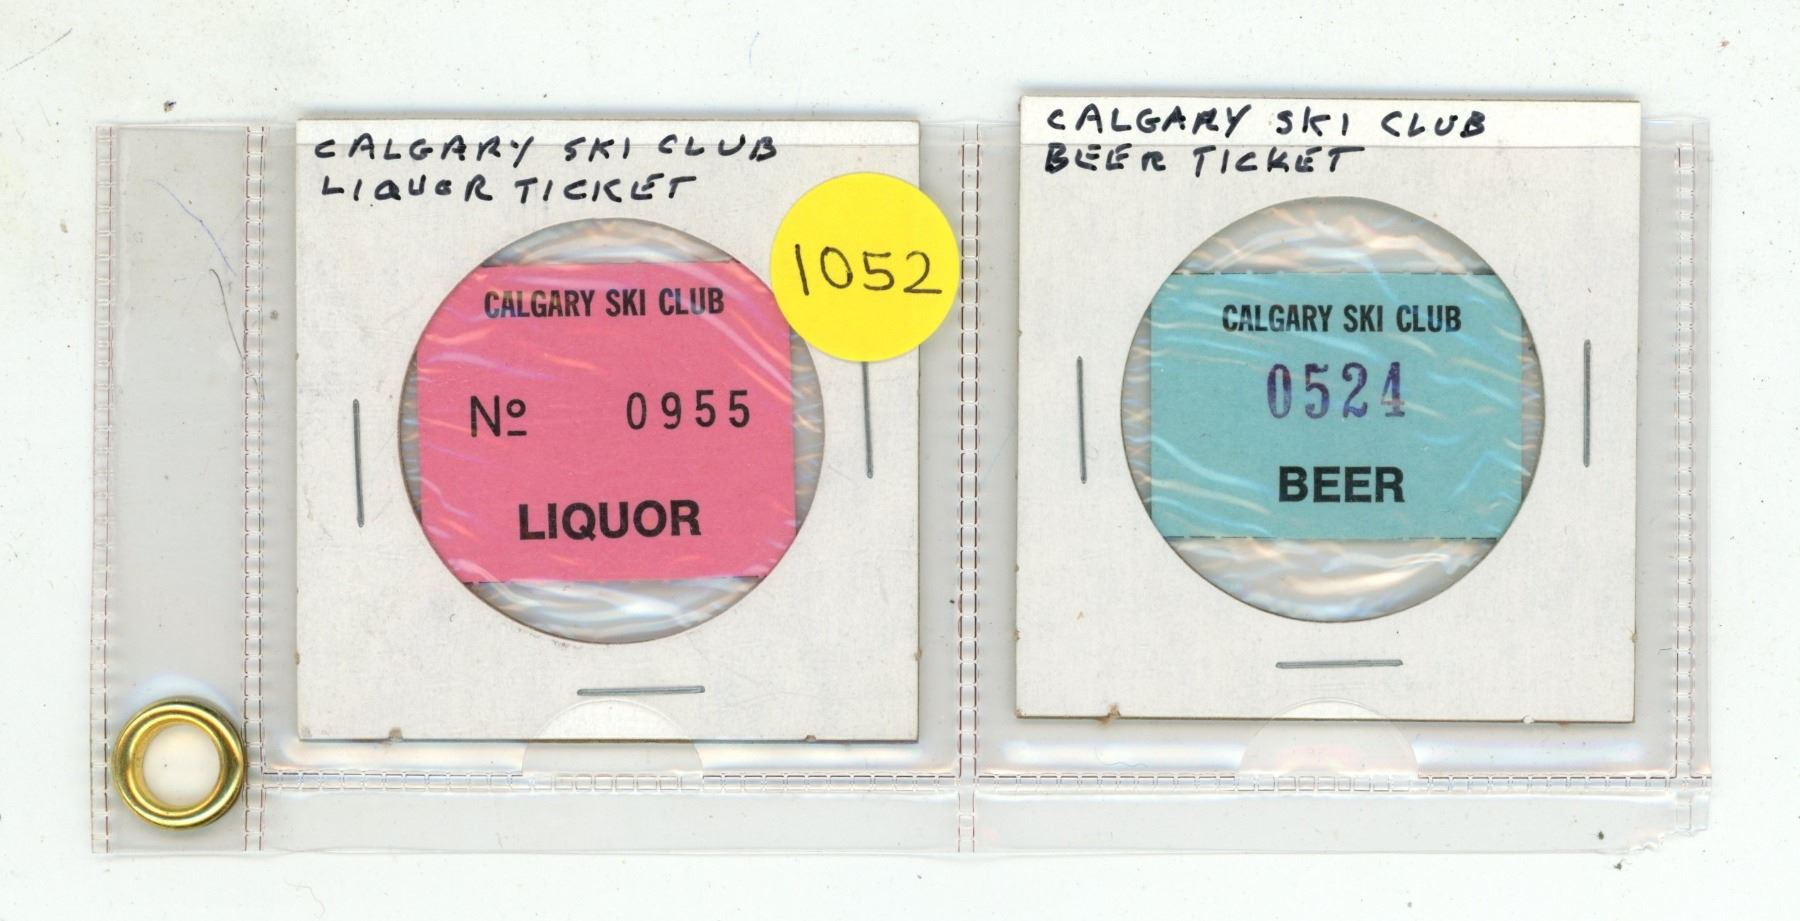 CALGARY SKI CLUB
LIQUOR TICKET
1052
CALGARY SKI CLUB
Nº 0955
LIQUOR
CALGARY SKI CLUB
BEER TICKET
CALGARY SKI CLUB
0524
BEER